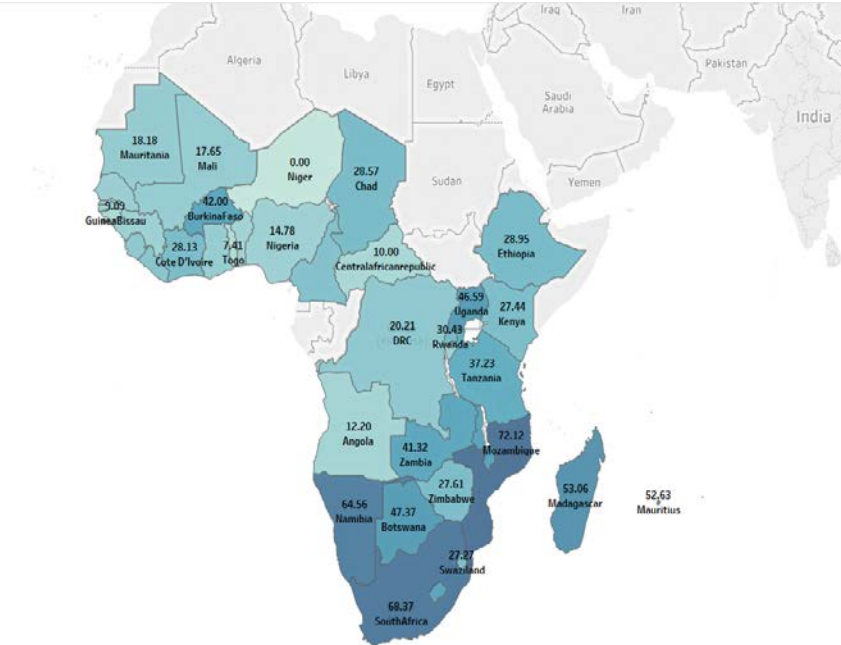 Iraq
Iran
Algeria
Libya
Egypt
Pakistan
Saudi
Arabia
India
18.18
Mauritania
17.65
Mali
0.00
Niger
28.57
Chad
Sudan
Yemen
9.09
GuineaBissau
42.00
BurkinaFaso
28.13
Cote D'Ivoire
7.41
Togo
14.78
Nigeria
10.00
Centralafricanrepublic
28.95
Ethiopia
46.59
Uganda
27.44
Kenya
20.21
DRC
30.43
Rwanda
37.23
Tanzania
12.20
Angola
41.32
Zambia
72.12
Mozambique
27.61
Zimbabwe
64.56
Namibia
47.37
Botswana
53.06
Madagascar
52.63
Mauritius
27.27
Swaziland
68.37
SouthAfrica